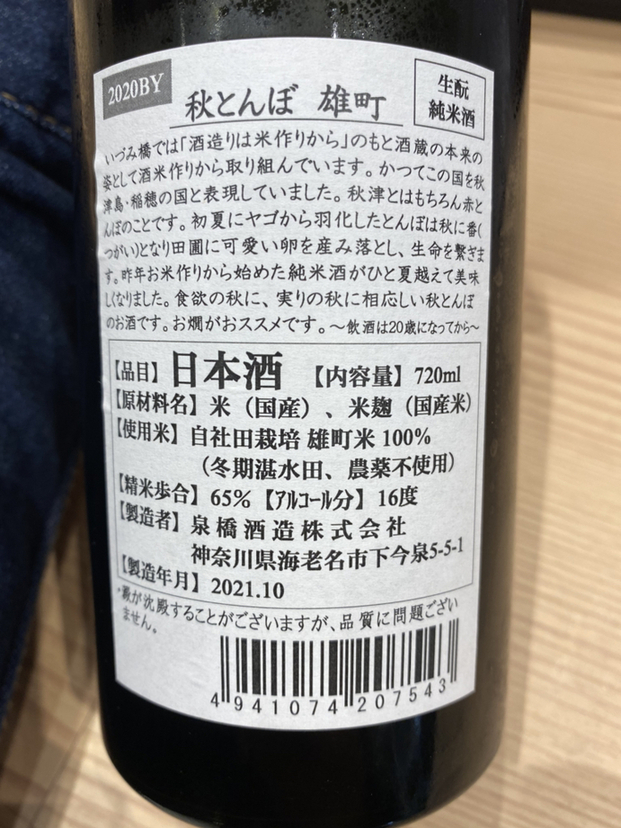 2020BY
秋とんぼ 雄町
生酛
純米酒
いづみ橋では「酒造りは米作りから」のもと酒蔵の本来の
姿として酒米作りから取り組んでいます。かつてこの国を秋
津島・稲穂の国と表現していました。秋津とはもちろん赤と
んぼのことです。初夏にヤゴから羽化したとんぼは秋に番(
つがい)となり田圃に可愛い卵を産み落とし、生命を繋ぎま
す。昨年お米作りから始めた純米酒がひと夏越えて美味
しくなりました。食欲の秋に、実りの秋に相応しい秋とんぼ
のお酒です。お燗がおススメです。〜飲酒は20歳になってから〜
【品目】日本酒 【内容量】720ml
【原材料名】米(国産)、米麹(国産米)
【使用米】自社田栽培 雄町米 100%
(冬期湛水田、農薬不使用)
【精米歩合】65%【アルコール分】16度
【製造者】泉橋酒造株式会社
神奈川県海老名市下今泉5-5-1
【製造年月】2021.10
・澱が沈殿することがございますが、品質に問題ござい
ません。
4 941074 207543